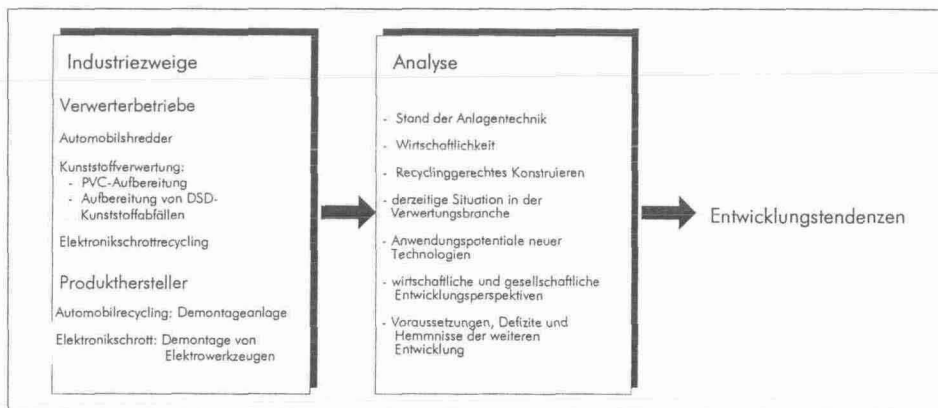 Industriezweige
Verwerterbetriebe
Automobilshredder
Kunststoffverwertung:
- PVC-Aufbereitung
- Aufbereitung von DSD-
Kunststoffabfällen
Elektronikschrottrecycling
Produkthersteller
Automobilrecycling: Demontageanlage
Elektronikschrott: Demontage von
Elektrowerkzeugen
Analyse
- Stand der Anlagentechnik
- Wirtschaftlichkeit
- Recyclinggerechtes Konstruieren
- derzeitige Situation in der
Verwertungsbranche
- Anwendungspotentiale neuer
Technologien
- wirtschaftliche und gesellschaftliche
Entwicklungsperspektiven
- Voraussetzungen, Defizite und
Hemmnisse der weiteren
Entwicklung
Entwicklungstendenzen